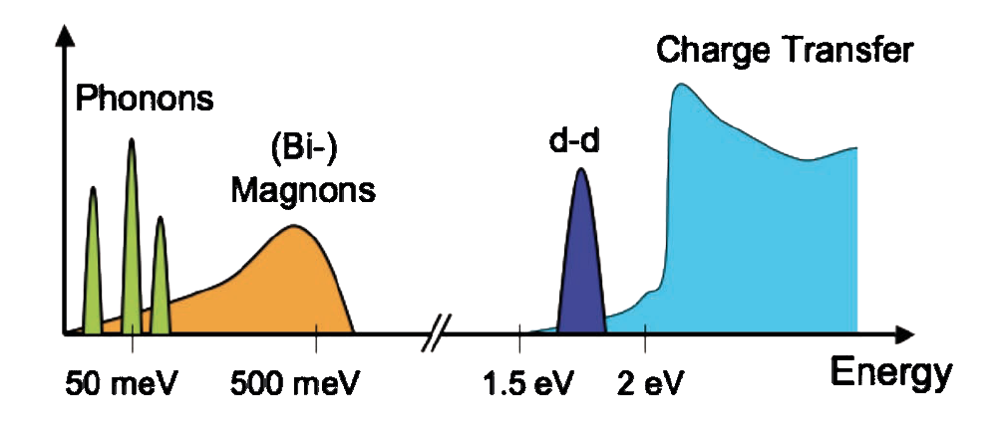 Charge Transfer
Phonons
(Bi-)
Magnons
d-d
50 meV
500 meV
1.5 eV
2 eV
Energy